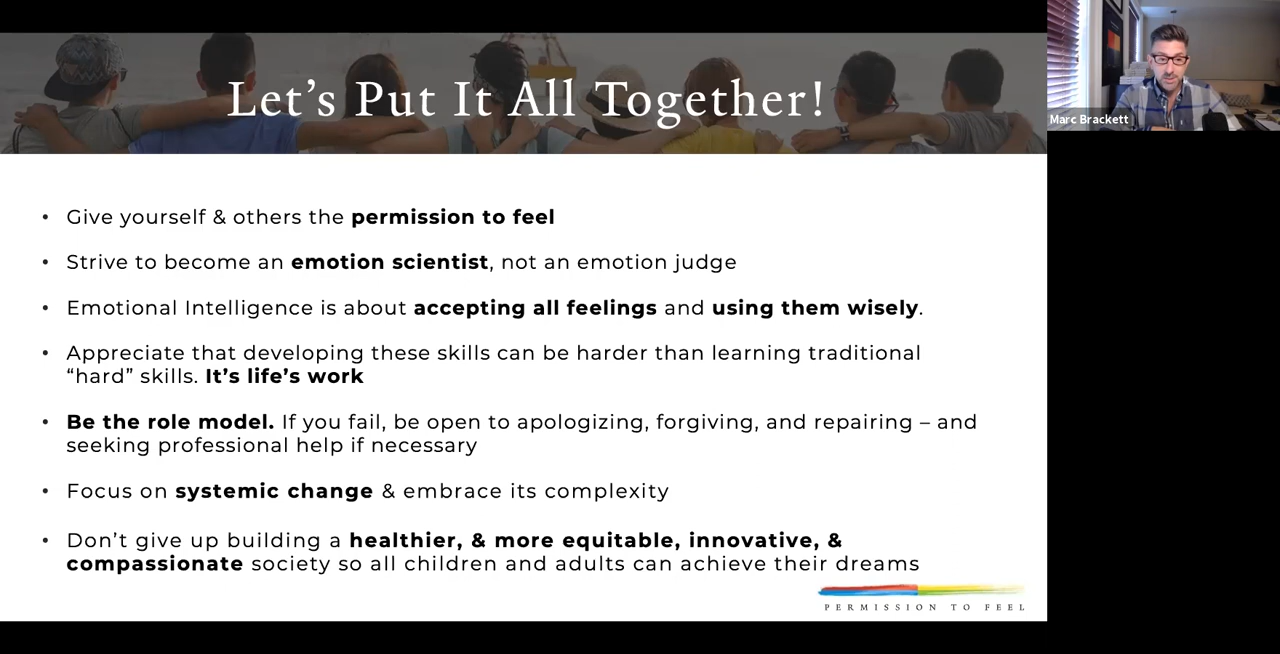 Let’s Put It All Together!
Marc Brackett
• Give yourself & others the permission to feel
• Strive to become an emotion scientist, not an emotion judge
• Emotional Intelligence is about accepting all feelings and using them wisely.
• Appreciate that developing these skills can be harder than learning traditional
“hard” skills. It’s life’s work
• Be the role model. If you fail, be open to apologizing, forgiving, and repairing – and
seeking professional help if necessary
• Focus on systemic change & embrace its complexity
• Don’t give up building a healthier, & more equitable, innovative, &
compassionate society so all children and adults can achieve their dreams
PERMISSION TO FEEL